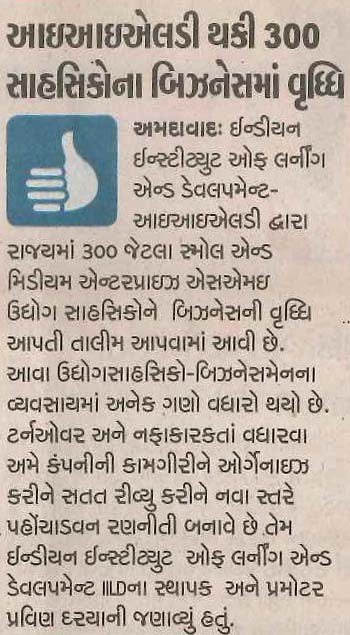 આઇઆઇએલડી થકી 300
સાહસિકોના બિઝનેસમાં વૃધ્ધિ
અમદાવાદઃ ઈન્ડીયન
ઈન્સ્ટીટ્યુટ ઓફ લર્નીંગ
એન્ડ ડેવલપમેન્ટ-
આઇઆઇએલડી દ્વારા
રાજ્યમાં 300 જેટલા સ્મોલ એન્ડ
મિડીયમ એન્ટરપ્રાઇઝ એસએમઇ
ઉદ્યોગ સાહસિકોને બિઝનેસની વૃધ્ધિ
આપતી તાલીમ આપવામાં આવી છે.
આવા ઉદ્યોગસાહસિકો-બિઝનેસમેનના
વ્યવસાયમાં અનેક ગણો વધારો થયો છે.
ટર્નઓવર અને નફાકારકતાં વધારવા
અમે કંપનીની કામગીરીને ઓર્ગેનાઇઝ
કરીને સતત રીવ્યુ કરીને નવા સ્તરે
પહોંચાડવન રણનીતી બનાવે છે તેમ
ઈન્ડીયન ઈન્સ્ટીટ્યુટ ઓફ લર્નીંગ એન્ડ
ડેવલપમેન્ટ IILDના સ્થાપક અને પ્રમોટર
પ્રવિણ દરયાની જણાવ્યું હતું.